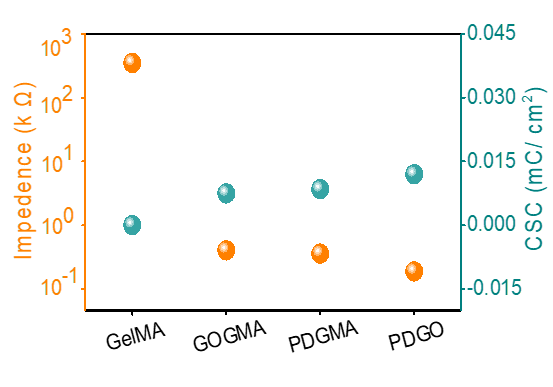 10³
10²
10¹
10⁰
10⁻¹
Impedence (k Ω)
0.045
0.030
0.015
0.000
-0.015
CSC (mC/ cm²)
GelMA
GOGMA
PDGMA
PDGO